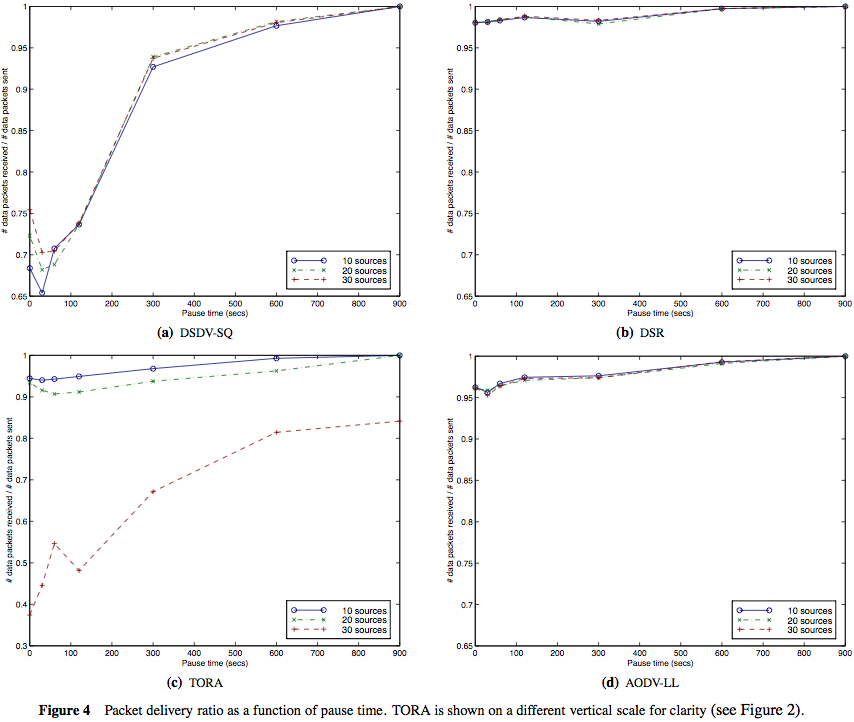 1
0.95
0.9
0.85
0.8
0.75
0.7
0.65
0 100 200 300 400 500 600 700 800 900
Pause time (secs)
# data packets received / # data packets sent
10 sources
20 sources
30 sources
(a) DSDV-SQ
1
0.95
0.9
0.85
0.8
0.75
0.7
0.65
0 100 200 300 400 500 600 700 800 900
Pause time (secs)
# data packets received / # data packets sent
10 sources
20 sources
30 sources
(b) DSR
1
0.9
0.8
0.7
0.6
0.5
0.4
0.3
0 100 200 300 400 500 600 700 800 900
Pause time (secs)
# data packets received / # data packets sent
10 sources
20 sources
30 sources
(c) TORA
1
0.95
0.9
0.85
0.8
0.75
0.7
0.65
0 100 200 300 400 500 600 700 800 900
Pause time (secs)
# data packets received / # data packets sent
10 sources
20 sources
30 sources
(d) AODV-LL
Figure 4 Packet delivery ratio as a function of pause time. TORA is shown on a different vertical scale for clarity (see Figure 2).